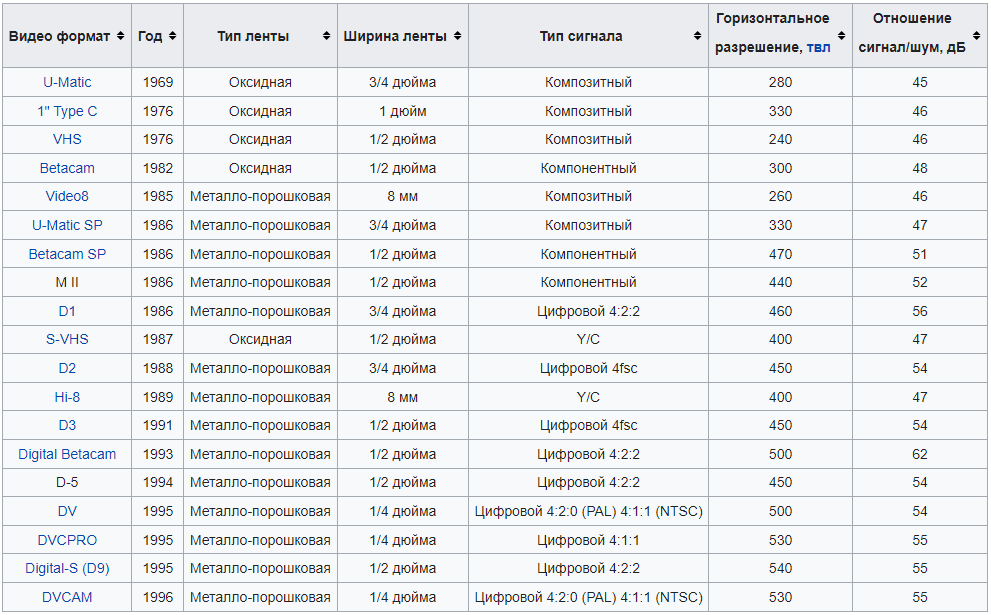 Видео формат Год Тип ленты Ширина ленты Тип сигнала Горизонтальное разрешение, твл Отношение сигнал/шум, дБ
U-Matic 1969 Оксидная 3/4 дюйма Композитный 280 45
1" Type C 1976 Оксидная 1 дюйм Композитный 330 46
VHS 1976 Оксидная 1/2 дюйма Композитный 240 46
Betacam 1982 Оксидная 1/2 дюйма Компонентный 300 48
Video8 1985 Металло-порошковая 8 мм Композитный 260 46
U-Matic SP 1986 Металло-порошковая 3/4 дюйма Композитный 330 47
Betacam SP 1986 Металло-порошковая 1/2 дюйма Компонентный 470 51
M II 1986 Металло-порошковая 1/2 дюйма Компонентный 440 52
D1 1986 Металло-порошковая 3/4 дюйма Цифровой 4:2:2 460 56
S-VHS 1987 Оксидная 1/2 дюйма Y/C 400 47
D2 1988 Металло-порошковая 3/4 дюйма Цифровой 4fsc 450 54
Hi-8 1989 Металло-порошковая 8 мм Y/C 400 47
D3 1991 Металло-порошковая 1/2 дюйма Цифровой 4fsc 450 54
Digital Betacam 1993 Металло-порошковая 1/2 дюйма Цифровой 4:2:2 500 62
D-5 1994 Металло-порошковая 1/2 дюйма Цифровой 4:2:2 450 54
DV 1995 Металло-порошковая 1/4 дюйма Цифровой 4:2:0 (PAL) 4:1:1 (NTSC) 500 54
DVCPRO 1995 Металло-порошковая 1/4 дюйма Цифровой 4:1:1 530 55
Digital-S (D9) 1995 Металло-порошковая 1/2 дюйма Цифровой 4:2:2 540 55
DVCAM 1996 Металло-порошковая 1/4 дюйма Цифровой 4:2:0 (PAL) 4:1:1 (NTSC) 530 55